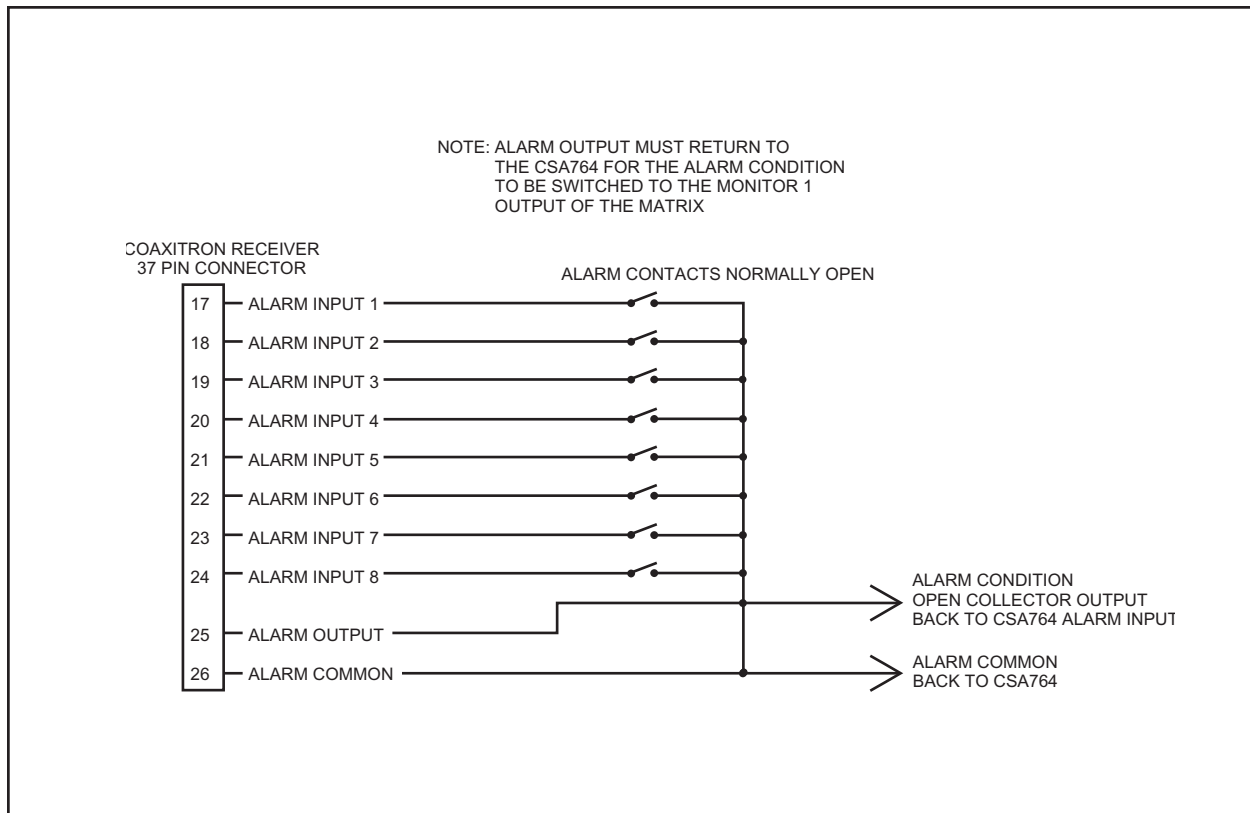 NOTE: ALARM OUTPUT MUST RETURN TO
THE CSA764 FOR THE ALARM CONDITION
TO BE SWITCHED TO THE MONITOR 1
OUTPUT OF THE MATRIX
COAXITRON RECEIVER
37 PIN CONNECTOR
ALARM CONTACTS NORMALLY OPEN
17 ALARM INPUT 1
18 ALARM INPUT 2
19 ALARM INPUT 3
20 ALARM INPUT 4
21 ALARM INPUT 5
22 ALARM INPUT 6
23 ALARM INPUT 7
24 ALARM INPUT 8
25 ALARM OUTPUT
26 ALARM COMMON
ALARM CONDITION
OPEN COLLECTOR OUTPUT
BACK TO CSA764 ALARM INPUT
ALARM COMMON
BACK TO CSA764